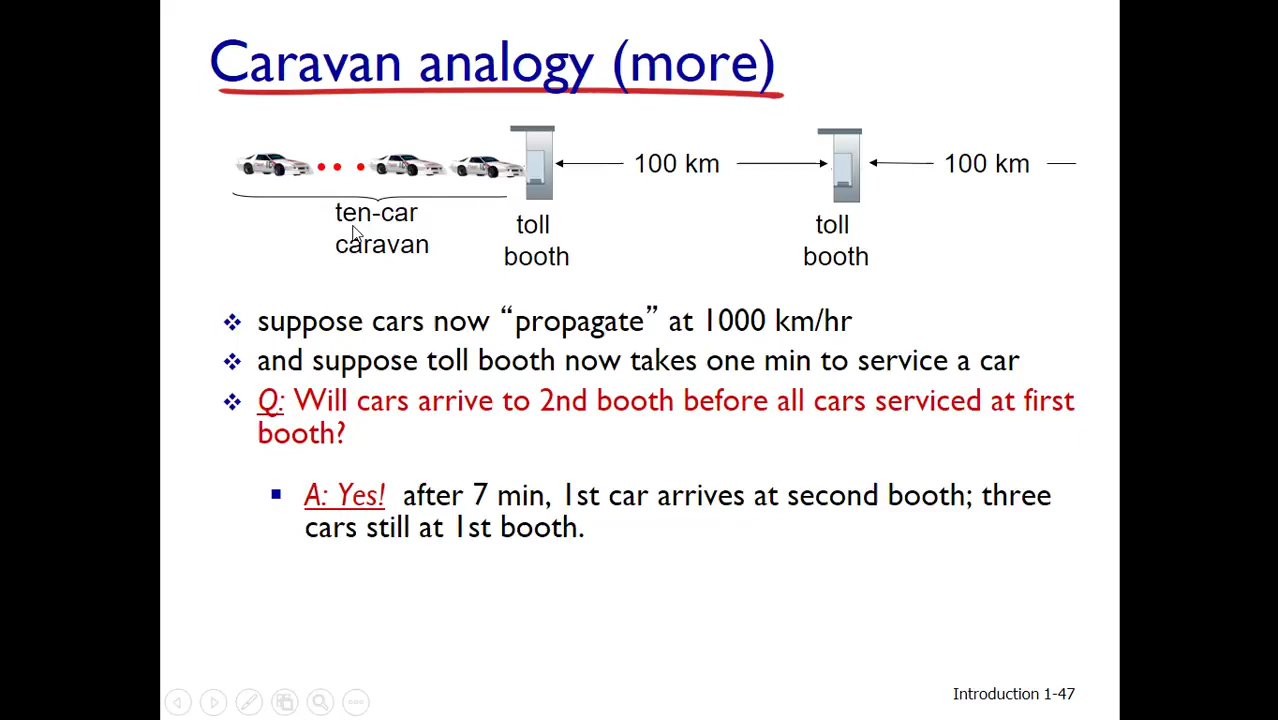 Caravan analogy (more)
100 km
100 km
ten-car
caravan
toll
booth
toll
booth
suppose cars now “propagate” at 1000 km/hr
and suppose toll booth now takes one min to service a car
Q: Will cars arrive to 2nd booth before all cars serviced at first
booth?
A: Yes! after 7 min, 1st car arrives at second booth; three
cars still at 1st booth.
Introduction 1-47